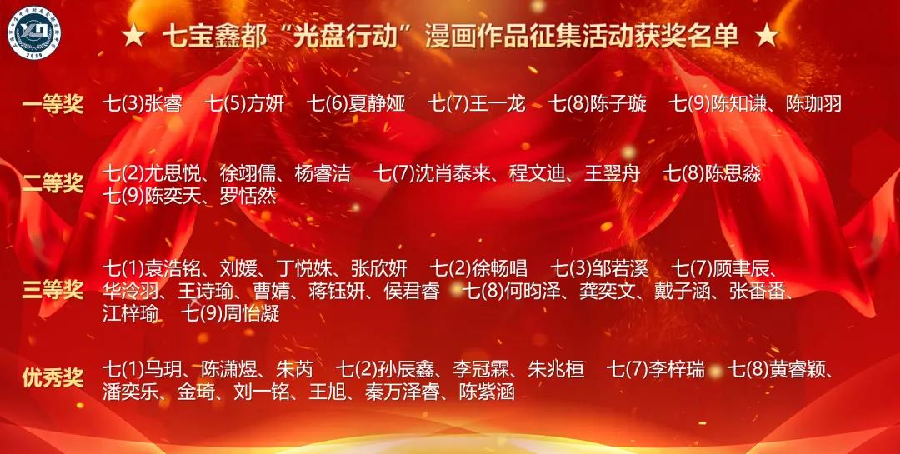 ★ 七宝鑫都“光盘行动”漫画作品征集活动获奖名单 ★
一等奖 七(3)张睿 七(5)方妍 七(6)夏静娅 七(7)王一龙 七(8)陈子璇 七(9)陈知谦、陈珈羽
二等奖 七(2)尤思悦、徐翊儒、杨睿洁 七(7)沈肖泰来、程文迪、王翌舟 七(8)陈思淼
七(9)陈奕天、罗恬然
三等奖 七(1)袁浩铭、刘媛、丁悦姝、张欣妍 七(2)徐畅唱 七(3)邹若溪 七(7)顾聿辰、
华泠羽、王诗瑜、曹婧、蒋钰妍、侯君睿 七(8)何昀泽、龚奕文、戴子涵、张番番、
江梓瑜 七(9)周怡凝
优秀奖 七(1)马玥、陈潇煜、朱芮 七(2)孙辰鑫、李冠霖、朱兆桓 七(7)李梓瑞 七(8)黄睿颖、
潘奕乐、金琦、刘一铭、王旭、秦万泽睿、陈紫涵